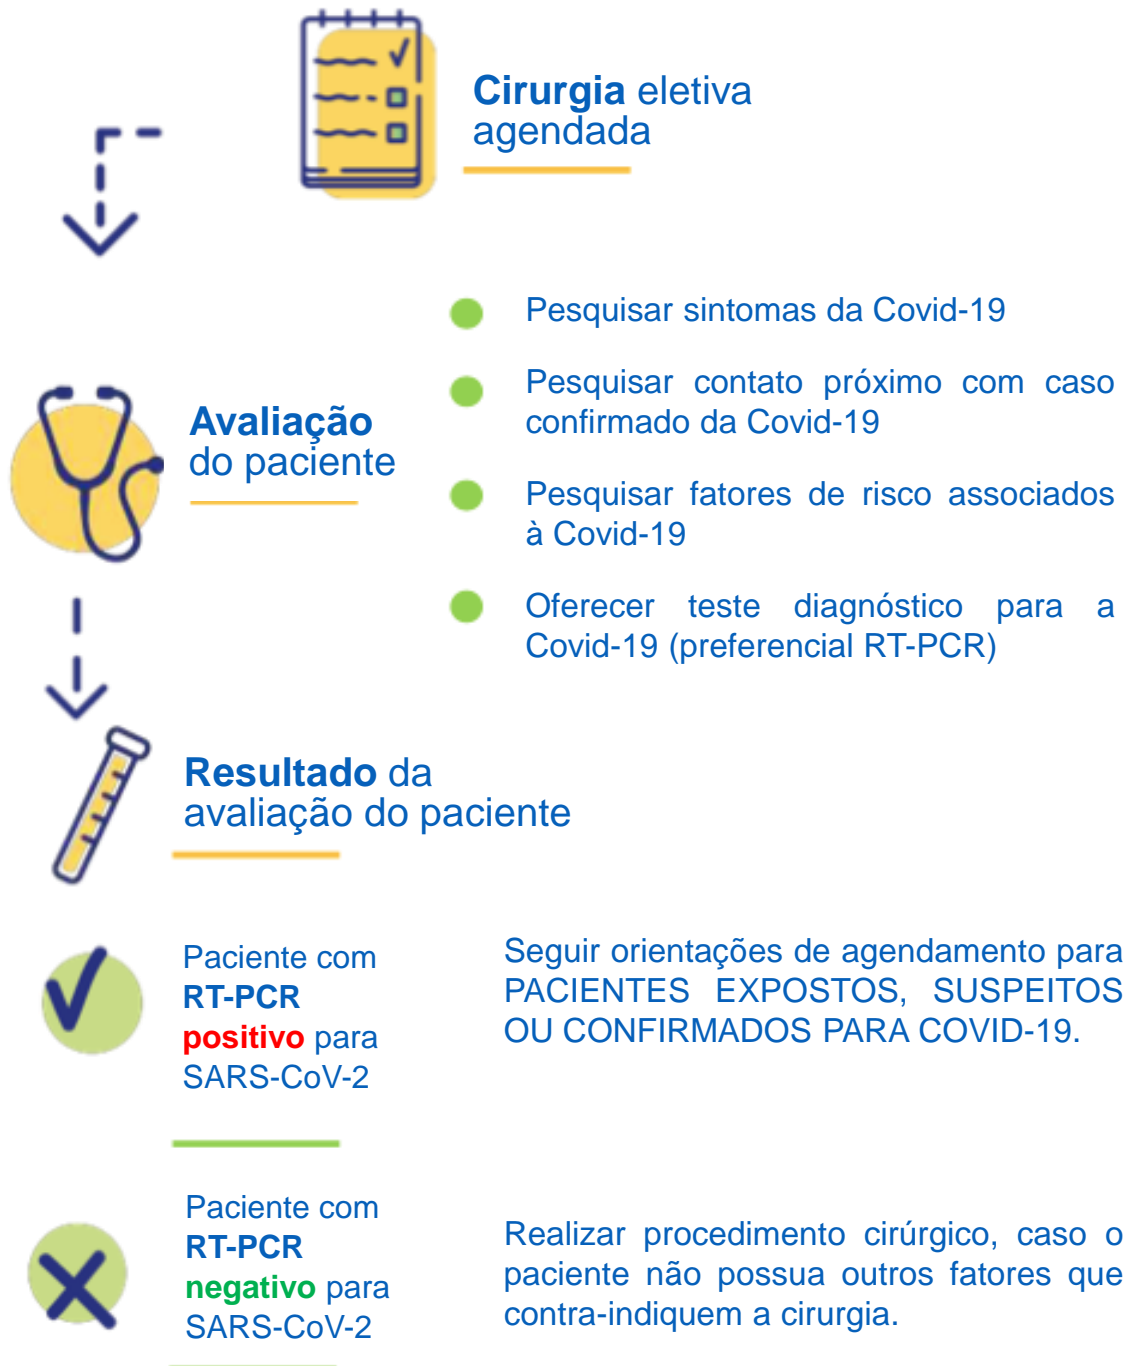 Cirurgia eletiva
agendada
Pesquisar sintomas da Covid-19
Pesquisar contato próximo com caso
confirmado da Covid-19
Avaliação
do paciente
Pesquisar fatores de risco associados
à Covid-19
Oferecer teste diagnóstico para a
Covid-19 (preferencial RT-PCR)
Resultado da
avaliação do paciente
Paciente com
RT-PCR
positivo para
SARS-CoV-2
Seguir orientações de agendamento para
PACIENTES EXPOSTOS, SUSPEITOS
OU CONFIRMADOS PARA COVID-19.
Paciente com
RT-PCR
negativo para
SARS-CoV-2
Realizar procedimento cirúrgico, caso o
paciente não possua outros fatores que
contra-indiquem a cirurgia.